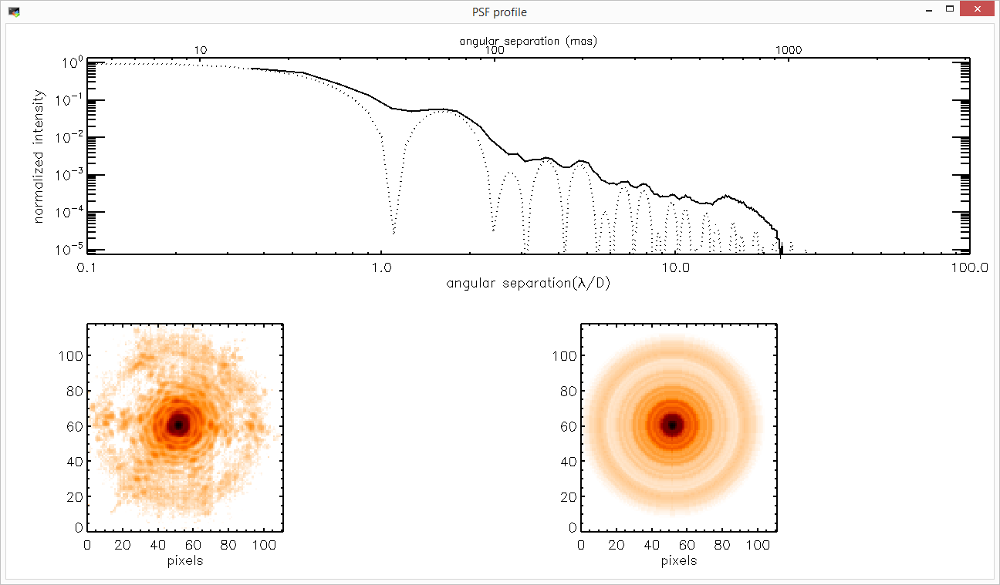 PSF profile
angular separation (mas)
10 100 1000
normalized intensity
10⁰
10⁻¹
10⁻²
10⁻³
10⁻⁴
10⁻⁵
0.1 1.0 10.0 100.0
angular separation(λ/D)
100
80
60
40
20
0
0 20 40 60 80 100
pixels
100
80
60
40
20
0
0 20 40 60 80 100
pixels